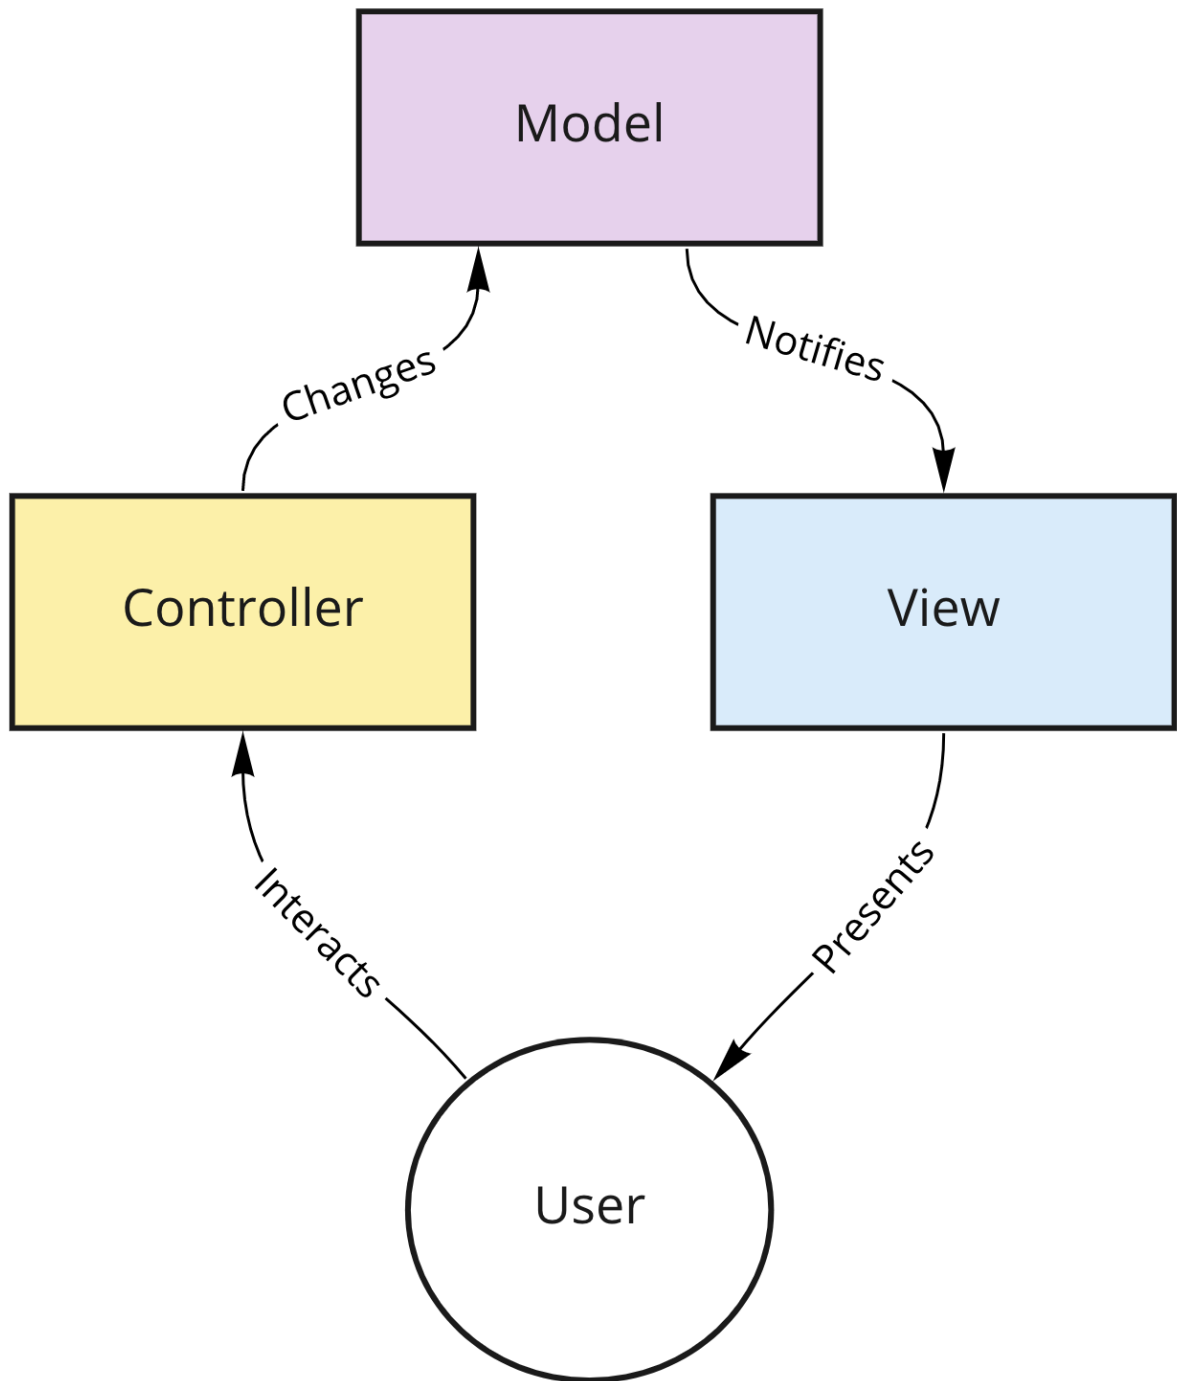 Model
Notifies
Changes
Controller
View
Interacts
Presents
User